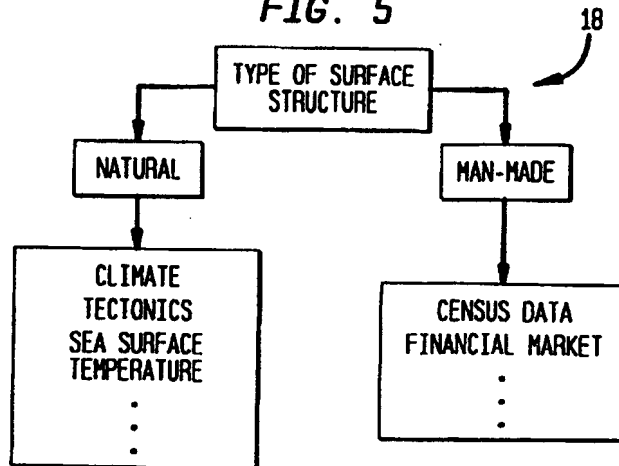 FIG. 5
18
TYPE OF SURFACE
STRUCTURE
NATURAL
MAN-MADE
CLIMATE
TECTONICS
SEA SURFACE
TEMPERATURE
CENSUS DATA
FINANCIAL MARKET